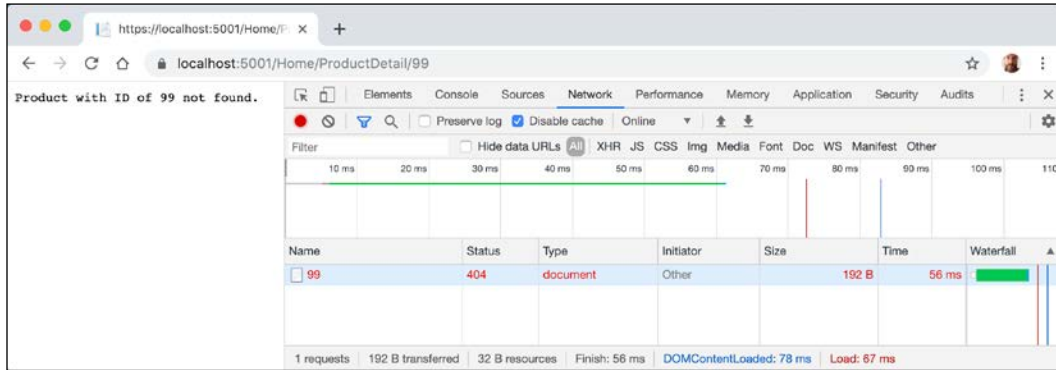 https://localhost:5001/Home/P
localhost:5001/Home/ProductDetail/99
Product with ID of 99 not found.
Elements Console Sources Network Performance Memory Application Security Audits
Preserve log Disable cache Online
Filter Hide data URLs All XHR JS CSS Img Media Font Doc WS Manifest Other
10 ms 20 ms 30 ms 40 ms 50 ms 60 ms 70 ms 80 ms 90 ms 100 ms 110
Name Status Type Initiator Size Time Waterfall
99 404 document Other 192 B 56 ms
1 requests 192 B transferred 32 B resources Finish: 56 ms DOMContentLoaded: 78 ms Load: 67 ms